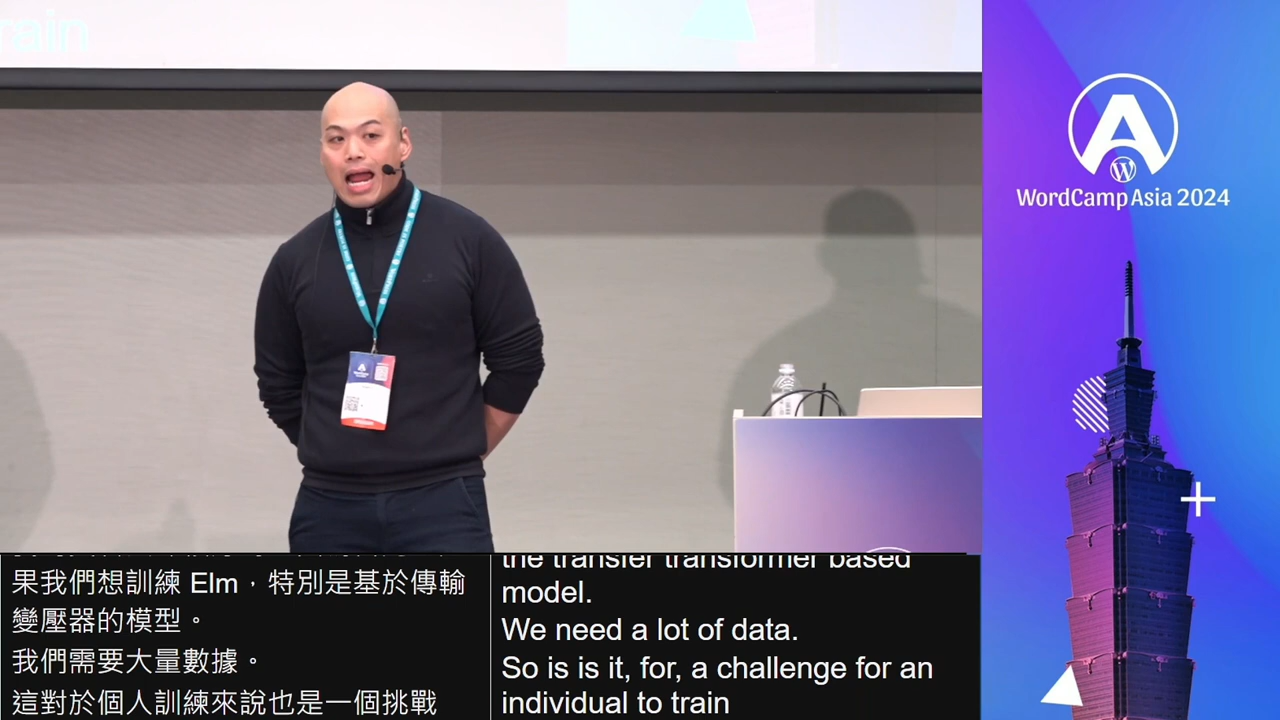 rain
WordCamp Asia 2024
果我們想訓練 Elm，特別是基於傳輸
變壓器的模型。
我們需要大量數據。
這對於個人訓練來說也是一個挑戰
the transfer transformer based
model.
We need a lot of data.
So is is it, for, a challenge for an
individual to train